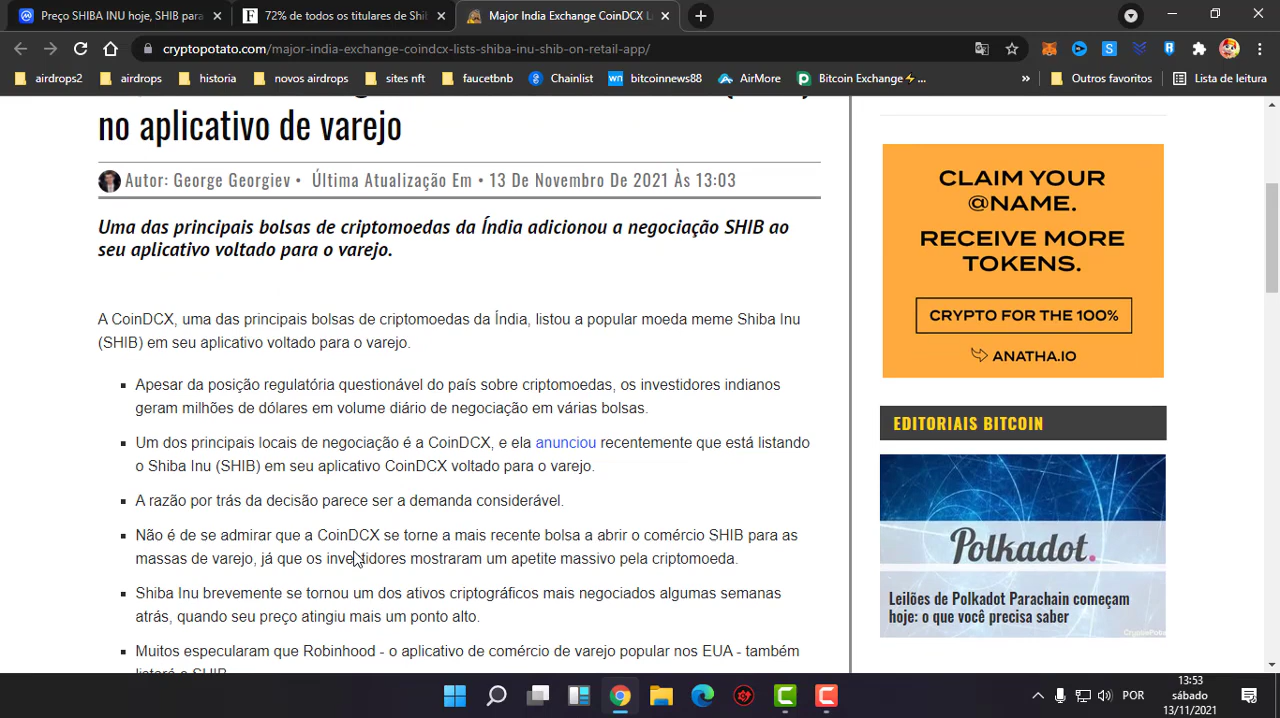 Preço SHIBA INU hoje, SHIB para
72% de todos os titulares de Shi
Major India Exchange CoinDCX L
cryptopotato.com/major-india-exchange-coindcx-lists-shiba-inu-shib-on-retail-app/
airdrops2
airdrops
historia
novos airdrops
sites nft
faucetbnb
Chainlist
bitcoinnews88
AirMore
Bitcoin Exchange⚡...
»
Outros favoritos
Lista de leitura
no aplicativo de varejo
Autor: George Georgiev • Última Atualização Em • 13 De Novembro De 2021 Às 13:03
Uma das principais bolsas de criptomoedas da Índia adicionou a negociação SHIB ao
seu aplicativo voltado para o varejo.
A CoinDCX, uma das principais bolsas de criptomoedas da Índia, listou a popular moeda meme Shiba Inu
(SHIB) em seu aplicativo voltado para o varejo.
Apesar da posição regulatória questionável do país sobre criptomoedas, os investidores indianos
geram milhões de dólares em volume diário de negociação em várias bolsas.
Um dos principais locais de negociação é a CoinDCX, e ela anunciou recentemente que está listando
o Shiba Inu (SHIB) em seu aplicativo CoinDCX voltado para o varejo.
A razão por trás da decisão parece ser a demanda considerável.
Não é de se admirar que a CoinDCX se torne a mais recente bolsa a abrir o comércio SHIB para as
massas de varejo, já que os investidores mostraram um apetite massivo pela criptomoeda.
Shiba Inu brevemente se tornou um dos ativos criptográficos mais negociados algumas semanas
atrás, quando seu preço atingiu mais um ponto alto.
Muitos especularam que Robinhood - o aplicativo de comércio de varejo popular nos EUA - também
listará o SHIB
CLAIM YOUR
@NAME.
RECEIVE MORE
TOKENS.
CRYPTO FOR THE 100%
ANATHA.IO
EDITORIAIS BITCOIN
Polkadot.
Leilões de Polkadot Parachain começam
hoje: o que você precisa saber
CryptoPota
POR
13:53
sábado
13/11/2021